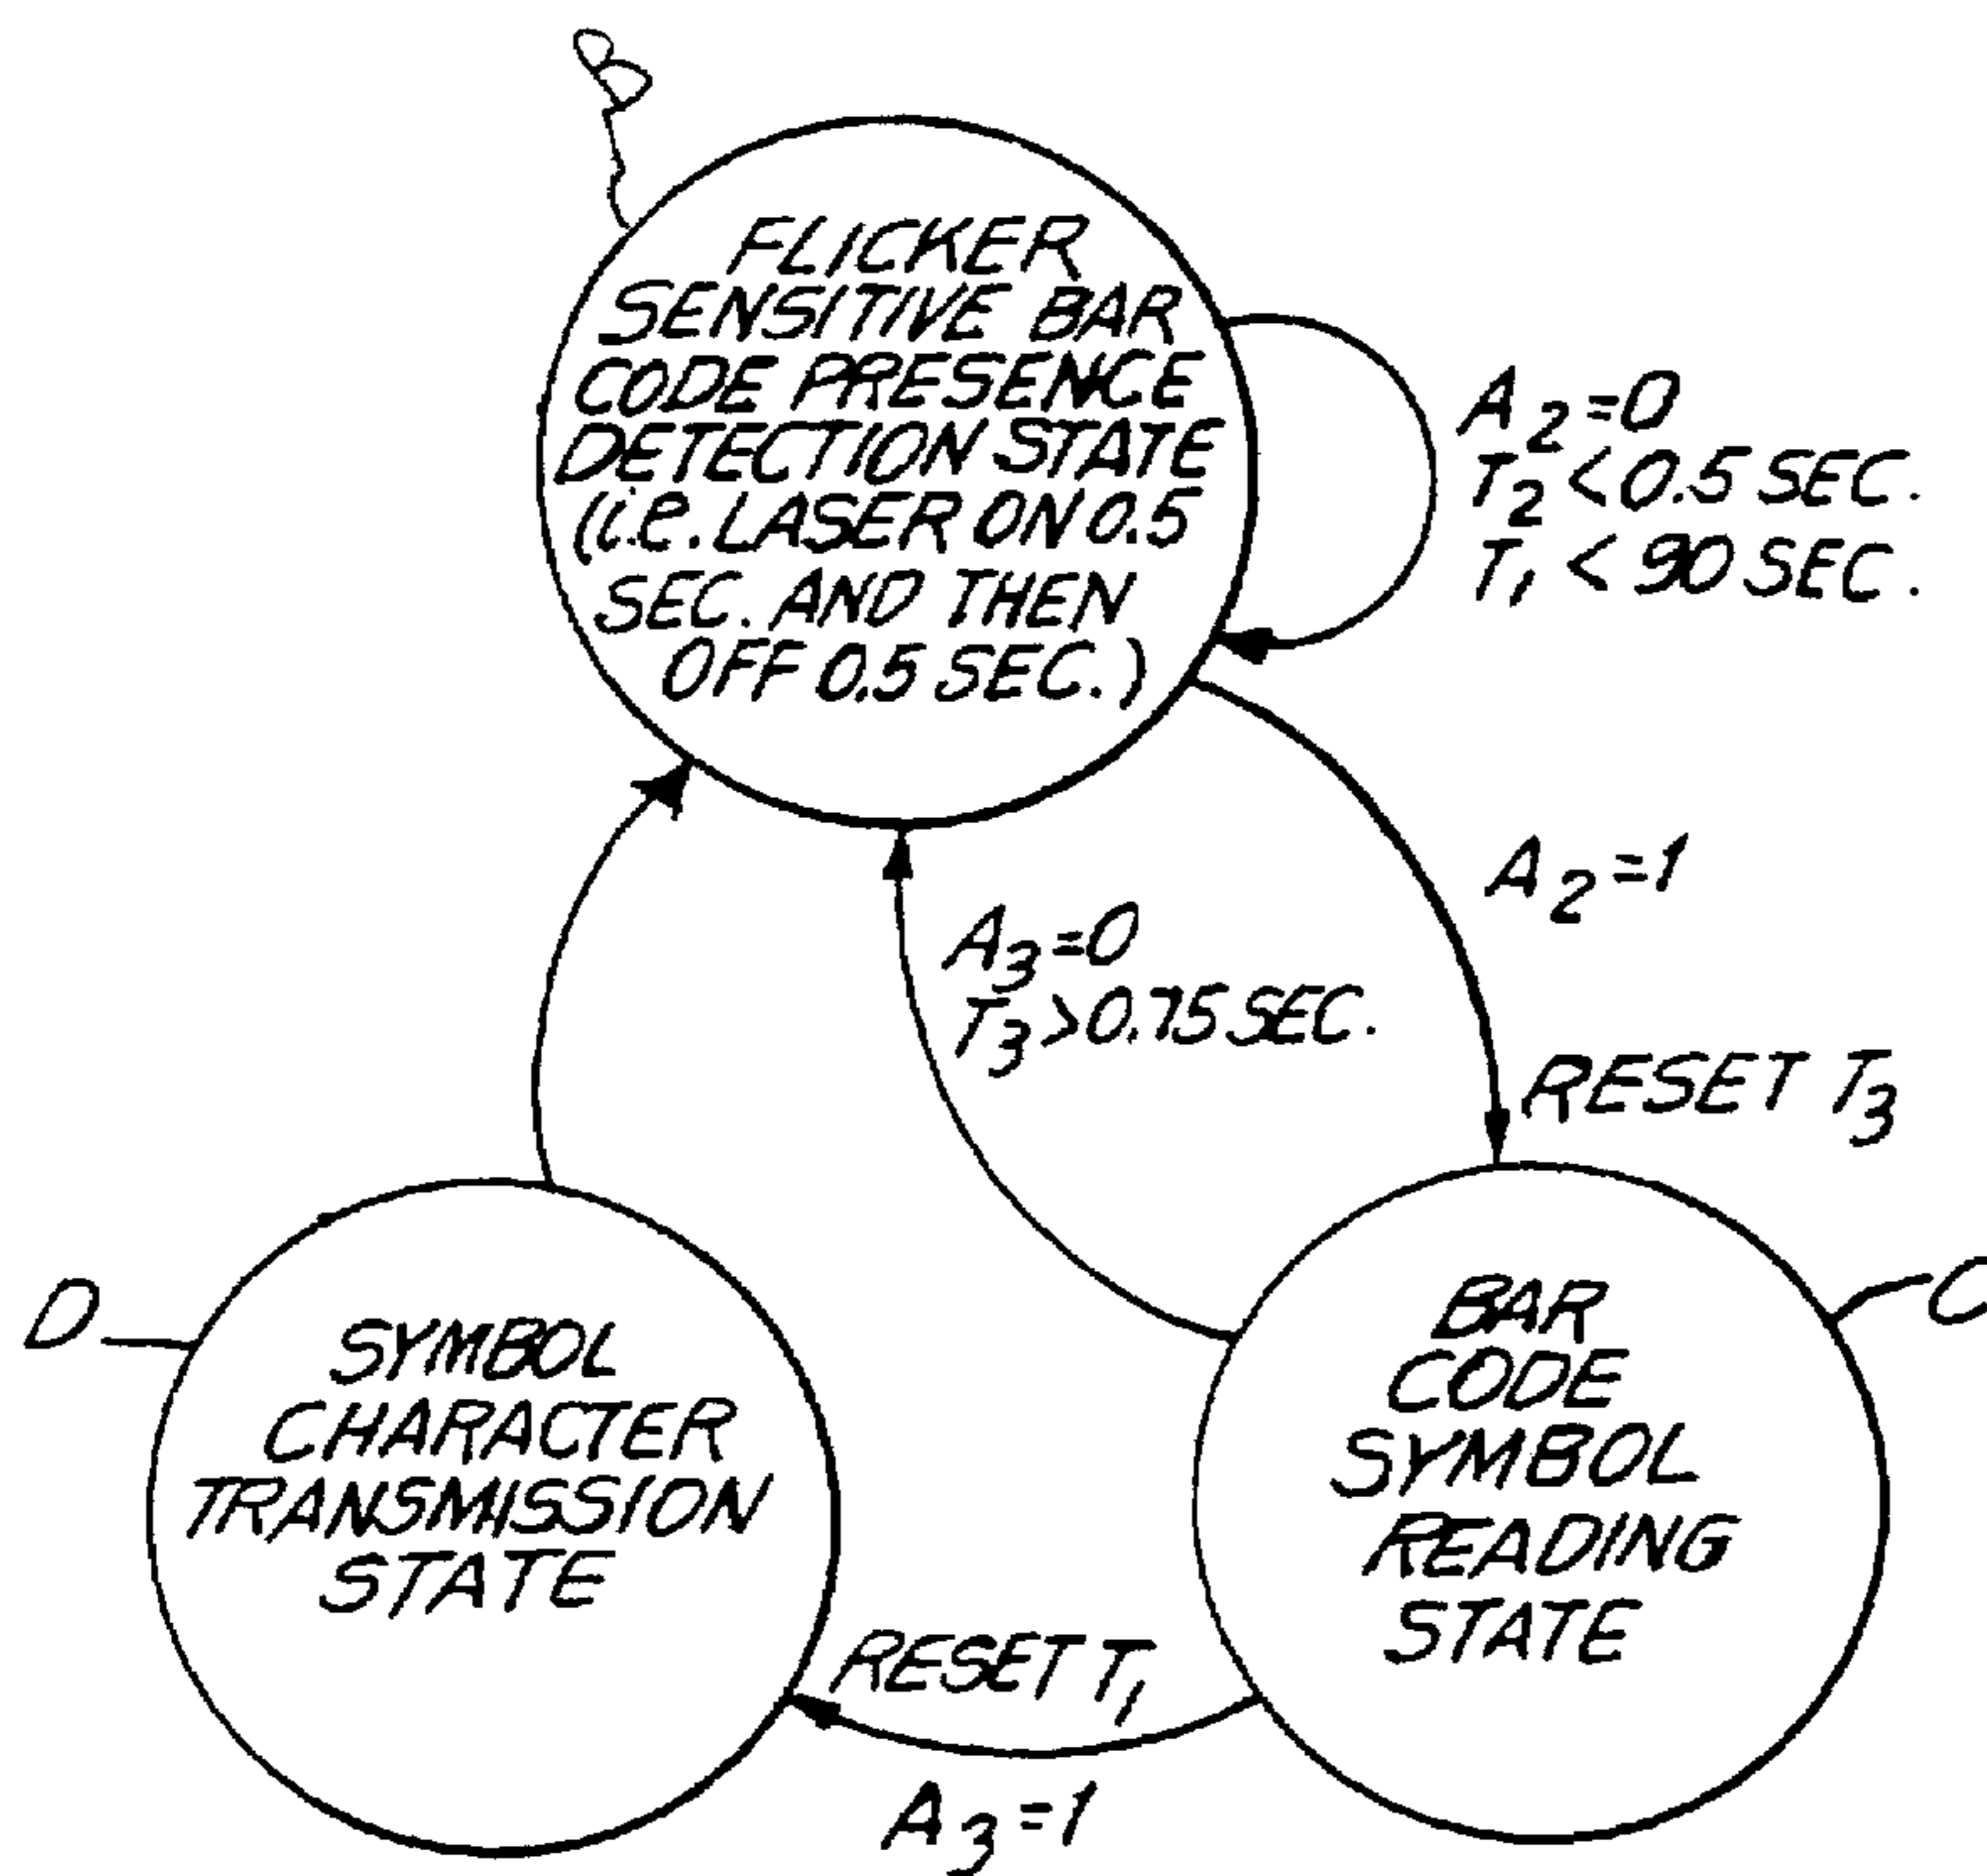 B
FLICKER
SENSITIVE BAR
CODE PRESENCE
DETECTION STATE
(i.e. LASER ON 0.5
SEC. AND THEN
OFF 0.5 SEC.)
A2=0
T2<0.5 SEC.
T1<90 SEC.
A2=1
A3=0
T3>0.75 SEC.
RESET T3
D
SYMBOL
CHARACTER
TRANSMISSION
STATE
C
BAR
CODE
SYMBOL
READING
STATE
RESET T1
A3=1